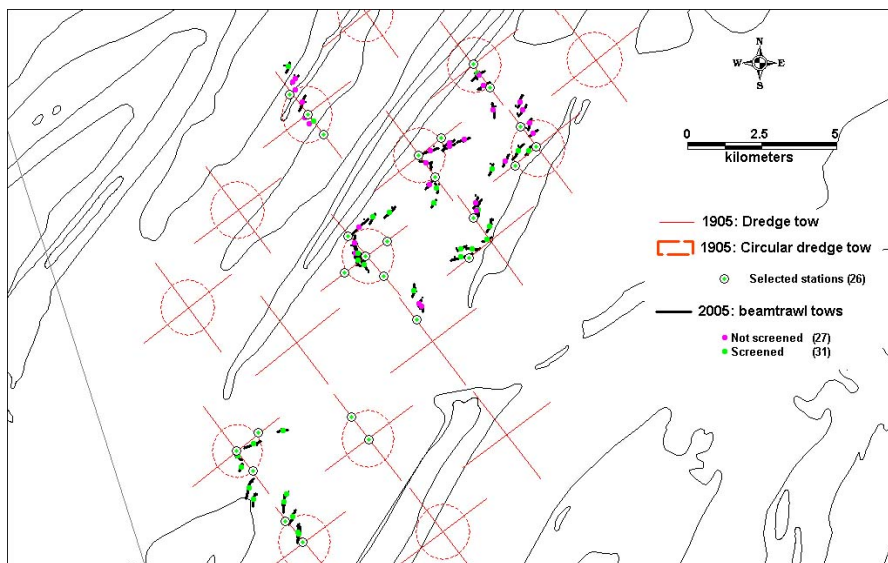 N
W E
S
0 2.5 5
kilometers
1905: Dredge tow
1905: Circular dredge tow
Selected stations (26)
2005: beamtrawl tows
Not screened (27)
Screened (31)